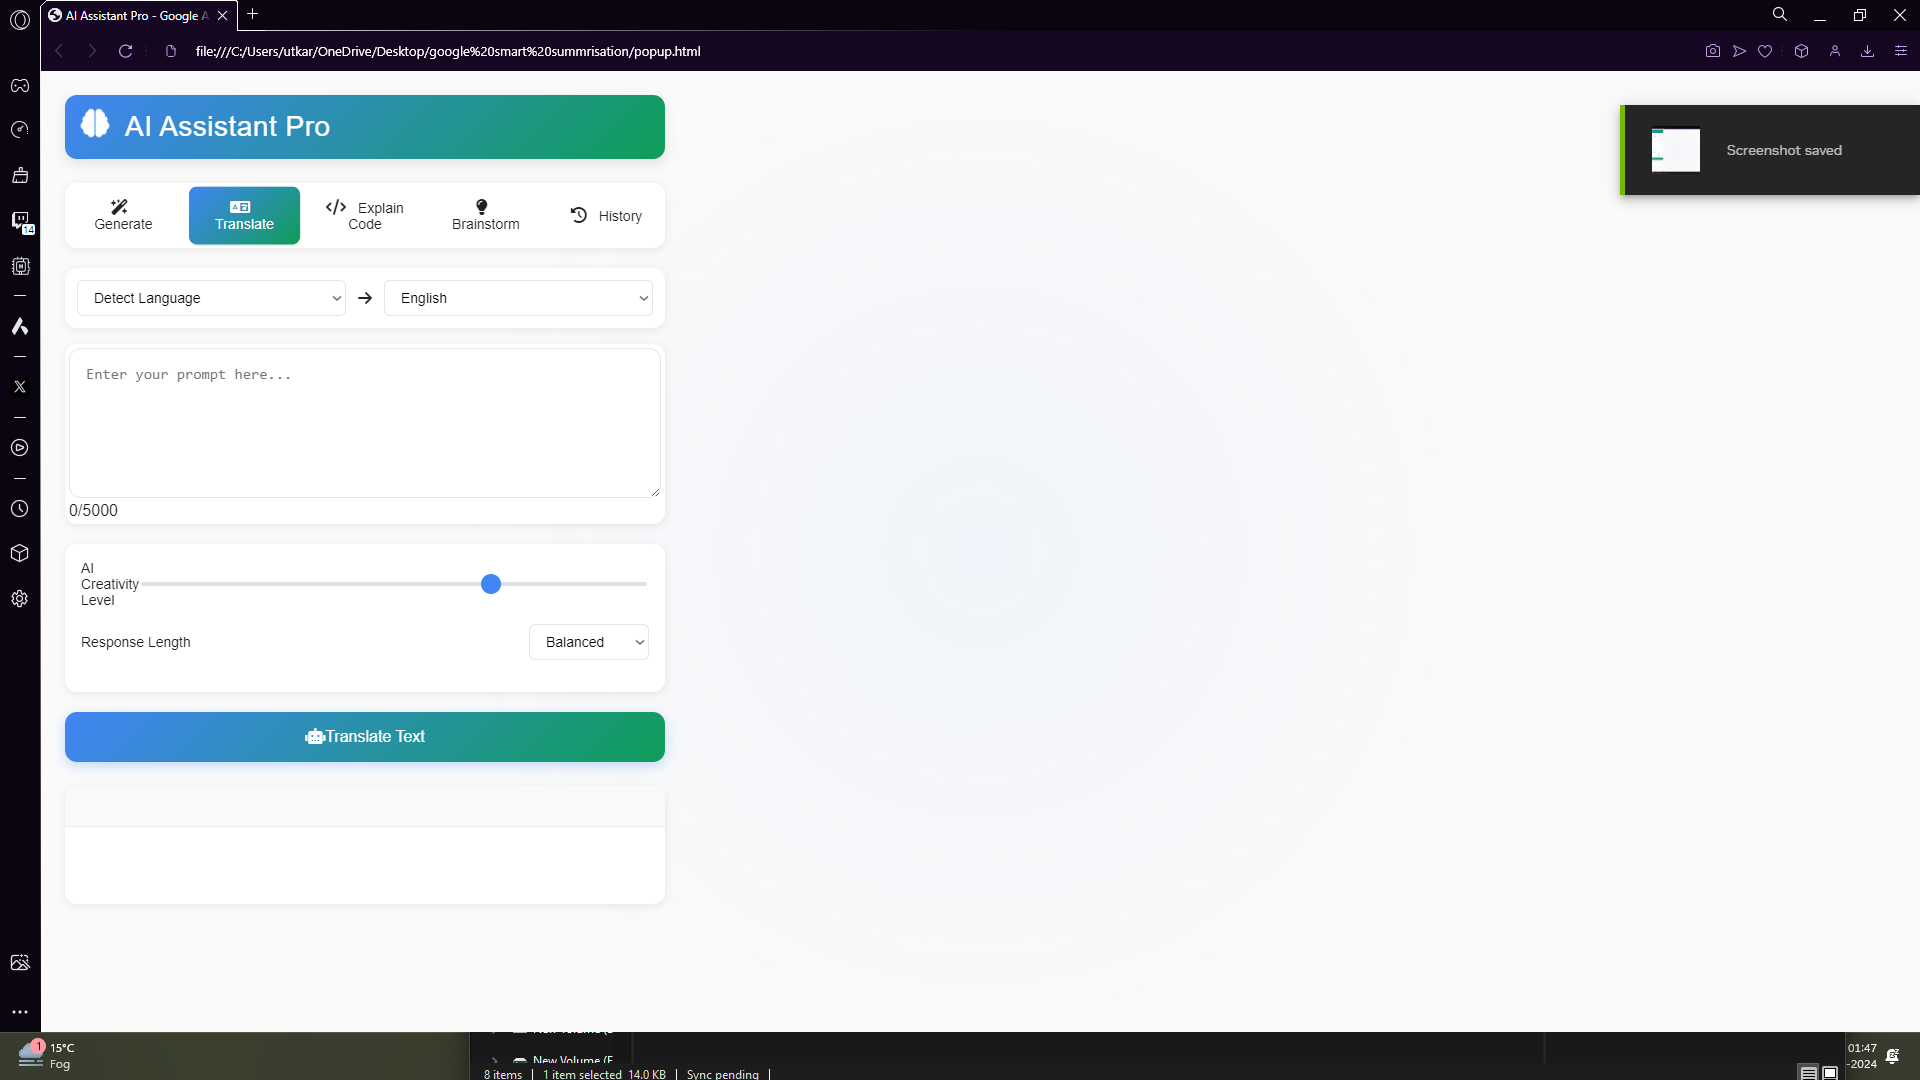 AI Assistant Pro - Google A
file:///C:/Users/utkar/OneDrive/Desktop/google%20smart%20summrisation/popup.html
14
AI Assistant Pro
Screenshot saved
Generate
Translate
Explain
Code
Brainstorm
History
Detect Language
English
Enter your prompt here...
0/5000
AI
Creativity
Level
Response Length
Balanced
Translate Text
1
15°C
Fog
New Volume (E
8 items
1 item selected 14.0 KB
Sync pending
01:47
-2024